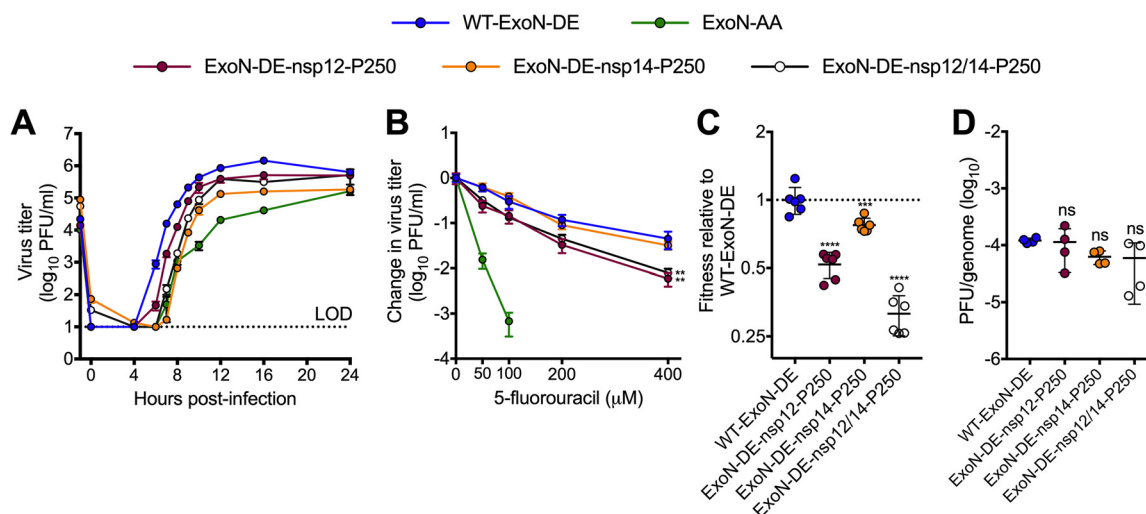 WT-ExoN-DE ExoN-AA
ExoN-DE-nsp12-P250 ExoN-DE-nsp14-P250 ExoN-DE-nsp12/14-P250
A
Virus titer
(log10 PFU/ml)
7
6
5
4
3
2
1
0
LOD
0 4 8 12 16 20 24
Hours post-infection
B
Change in virus titer
(log10 PFU/ml)
1
0
-1
-2
-3
-4
**
**
0 50 100 200 400
5-fluorouracil (μM)
C
Fitness relative to
WT-ExoN-DE
2
1
0.5
0.25
****
***
****
WT-ExoN-DE
ExoN-DE-nsp12-P250
ExoN-DE-nsp14-P250
ExoN-DE-nsp12/14-P250
D
PFU/genome (log10)
-2
-3
-4
-5
-6
ns
ns
ns
WT-ExoN-DE
ExoN-DE-nsp12-P250
ExoN-DE-nsp14-P250
ExoN-DE-nsp12/14-P250